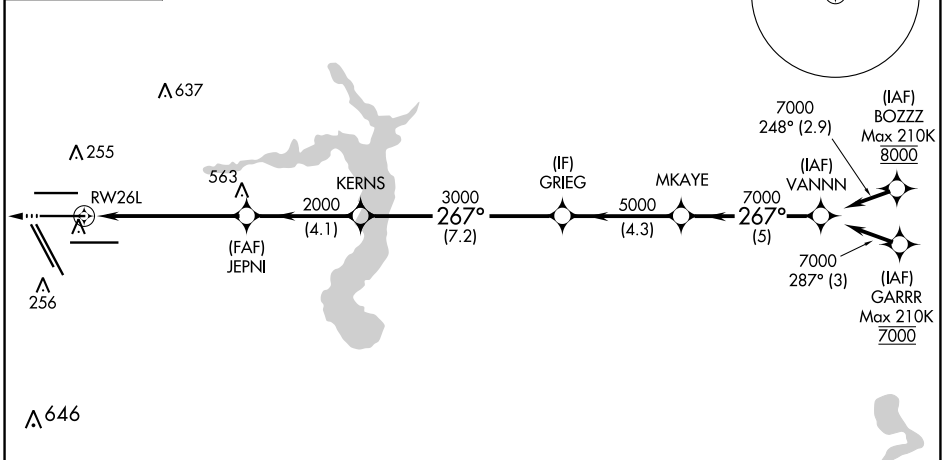 637
255
RW26L
563
KERNS
(IF)
GRIEG
MKAYE
(IAF)
VANNN
7000
248° (2.9)
(IAF)
BOZZZ
Max 210K
8000
2000
(4.1)
3000
267°
(7.2)
5000
(4.3)
7000
267°
(5)
(FAF)
JEPNI
7000
287° (3)
(IAF)
GARRR
Max 210K
7000
256
646